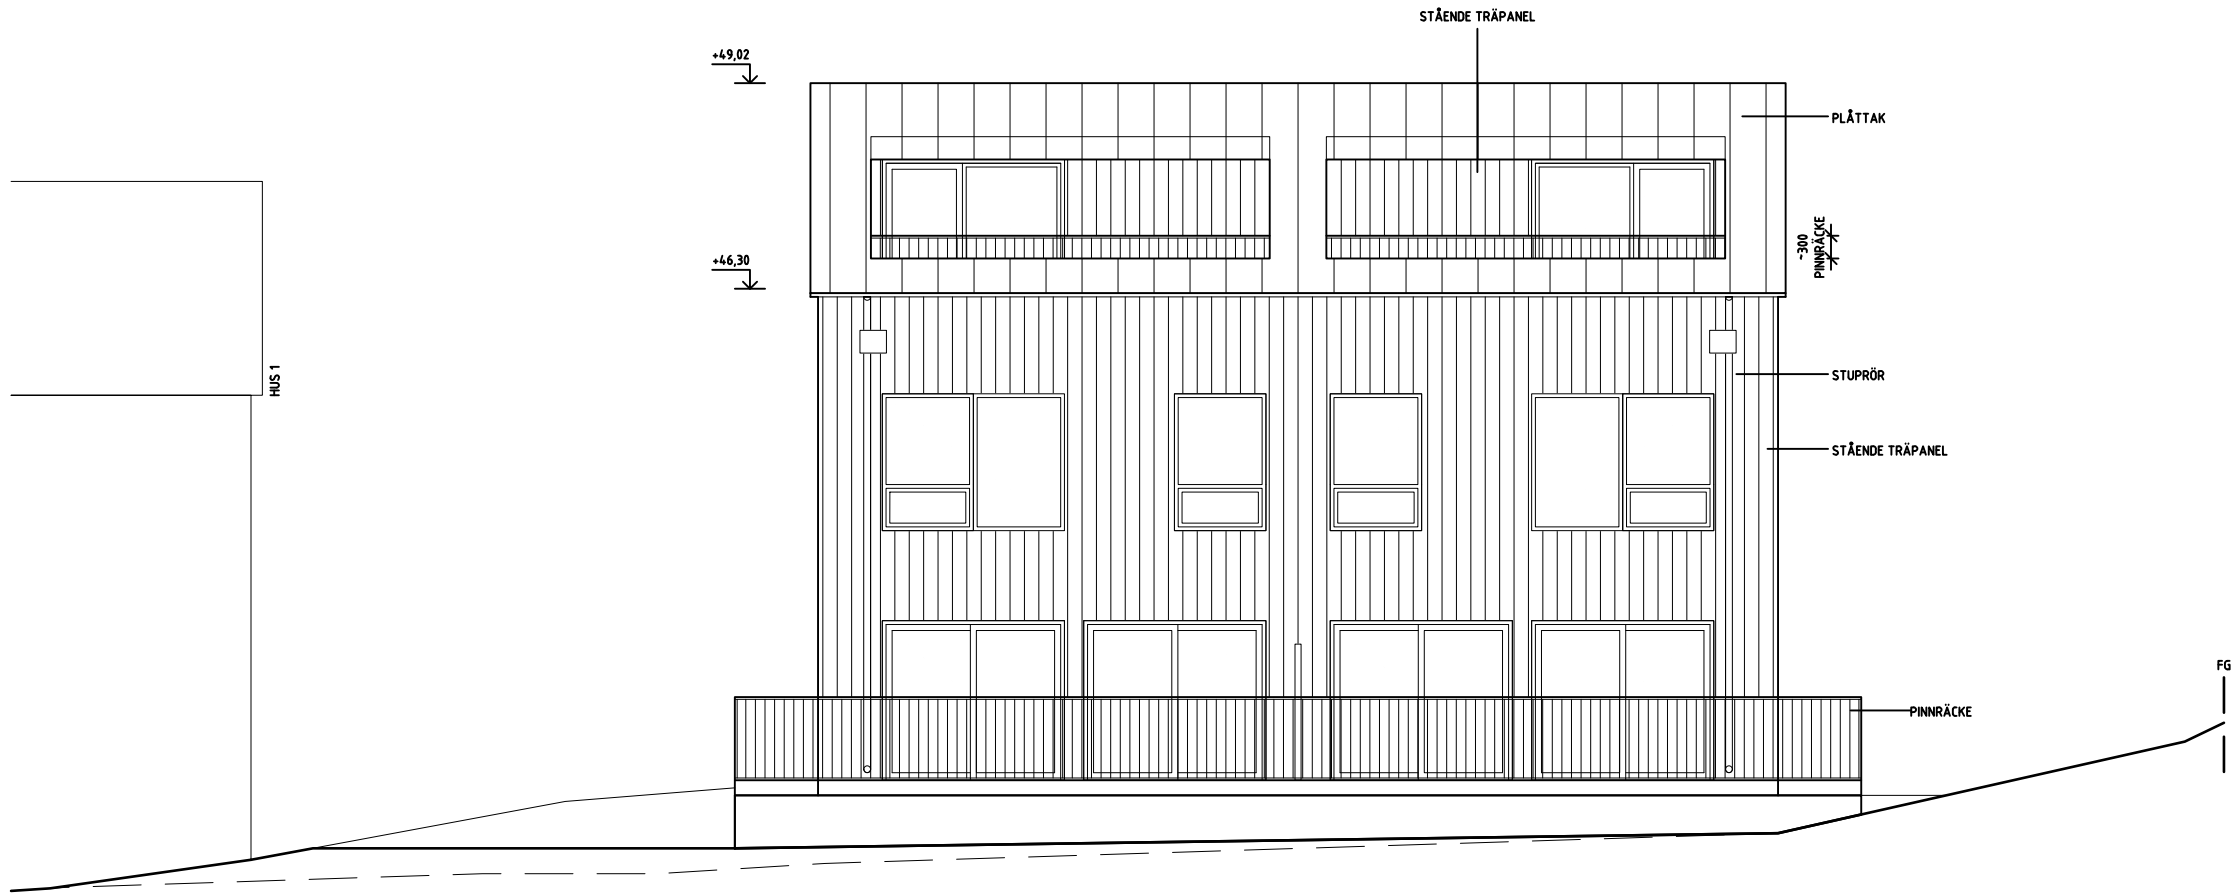 STÅENDE TRÄPANEL
+49,02
PLÅTTAK
~300
PINNRÄCKE
+46,30
HUS 1
STUPRÖR
STÅENDE TRÄPANEL
FG
PINNRÄCKE